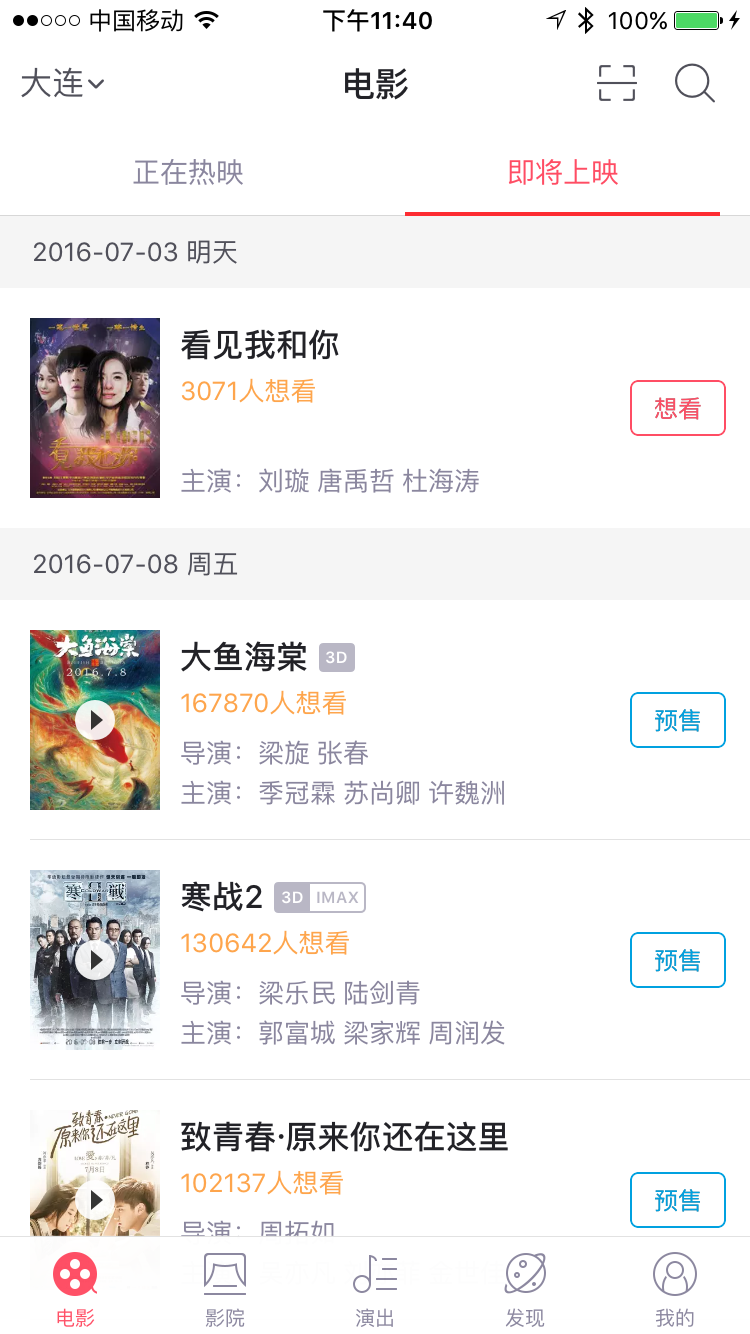 中国移动
下午11:40
100%
大连
电影
正在热映
即将上映
2016-07-03 明天
看见我和你
3071人想看
想看
主演：刘璇 唐禹哲 杜海涛
2016-07-08 周五
大鱼海棠
2016.7.8
大鱼海棠 3D
167870人想看
预售
导演：梁旋 张春
主演：季冠霖 苏尚卿 许魏洲
寒戰
寒战2 3D IMAX
130642人想看
预售
导演：梁乐民 陆剑青
主演：郭富城 梁家辉 周润发
致青春
原来你还在这里
7月8日
致青春·原来你还在这里
102137人想看
预售
导演：周拓如
电影
影院
演出
发现
我的